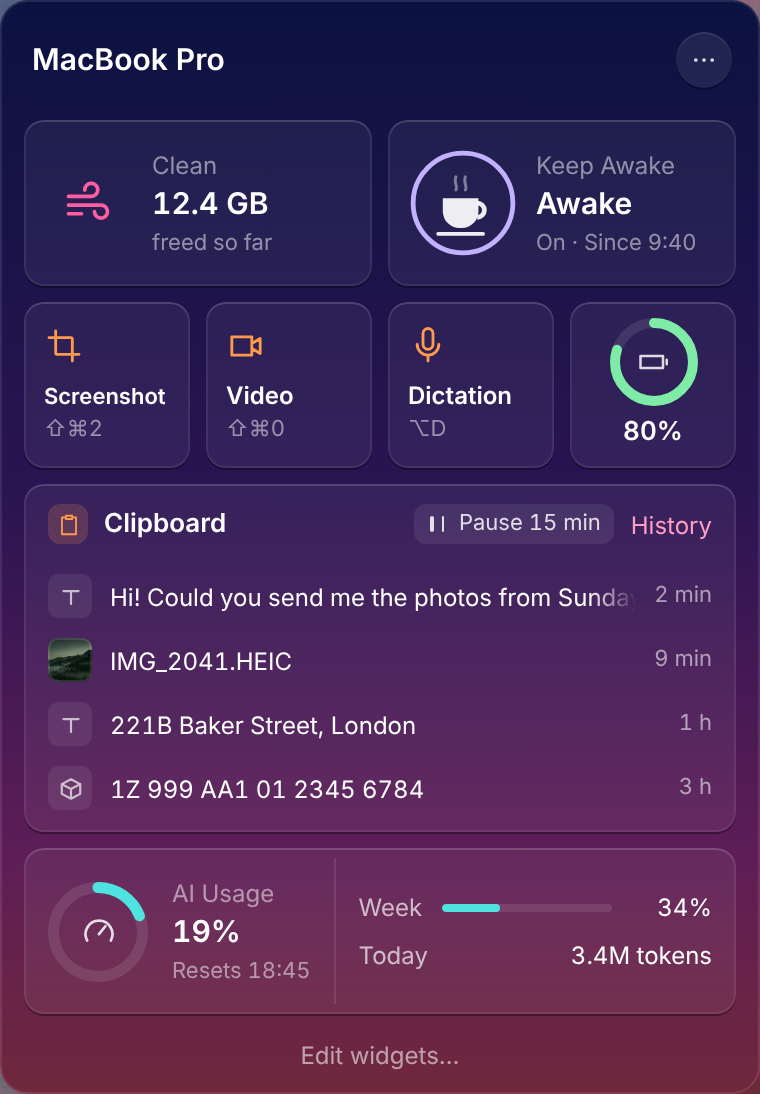 MacBook Pro
Clean
12.4 GB
freed so far
Keep Awake
Awake
On · Since 9:40
Screenshot
⇧⌘2
Video
⇧⌘0
Dictation
⌥D
80%
Clipboard
Pause 15 min
History
Hi! Could you send me the photos from Sunday
2 min
IMG_2041.HEIC
9 min
221B Baker Street, London
1 h
1Z 999 AA1 01 2345 6784
3 h
AI Usage
19%
Resets 18:45
Week
34%
Today
3.4M tokens
Edit widgets...